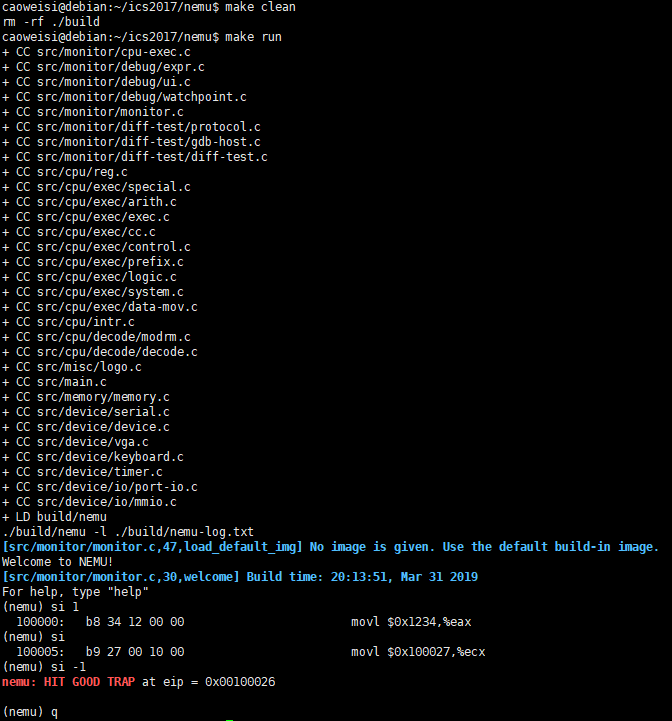 caoweisi@debian:~/ics2017/nemu$ make clean
rm -rf ./build
caoweisi@debian:~/ics2017/nemu$ make run
+ CC src/monitor/cpu-exec.c
+ CC src/monitor/debug/expr.c
+ CC src/monitor/debug/ui.c
+ CC src/monitor/debug/watchpoint.c
+ CC src/monitor/monitor.c
+ CC src/monitor/diff-test/protocol.c
+ CC src/monitor/diff-test/gdb-host.c
+ CC src/monitor/diff-test/diff-test.c
+ CC src/cpu/reg.c
+ CC src/cpu/exec/special.c
+ CC src/cpu/exec/arith.c
+ CC src/cpu/exec/exec.c
+ CC src/cpu/exec/cc.c
+ CC src/cpu/exec/control.c
+ CC src/cpu/exec/prefix.c
+ CC src/cpu/exec/logic.c
+ CC src/cpu/exec/system.c
+ CC src/cpu/exec/data-mov.c
+ CC src/cpu/intr.c
+ CC src/cpu/decode/modrm.c
+ CC src/cpu/decode/decode.c
+ CC src/misc/logo.c
+ CC src/main.c
+ CC src/memory/memory.c
+ CC src/device/serial.c
+ CC src/device/device.c
+ CC src/device/vga.c
+ CC src/device/keyboard.c
+ CC src/device/timer.c
+ CC src/device/io/port-io.c
+ CC src/device/io/mmio.c
+ LD build/nemu
./build/nemu -l ./build/nemu-log.txt
[src/monitor/monitor.c,47,load_default_img] No image is given. Use the default build-in image.
Welcome to NEMU!
[src/monitor/monitor.c,30,welcome] Build time: 20:13:51, Mar 31 2019
For help, type "help"
(nemu) si 1
  100000:   b8 34 12 00 00                        movl $0x1234,%eax
(nemu) si
  100005:   b9 27 00 10 00                        movl $0x100027,%ecx
(nemu) si -1
nemu: HIT GOOD TRAP at eip = 0x00100026
(nemu) q